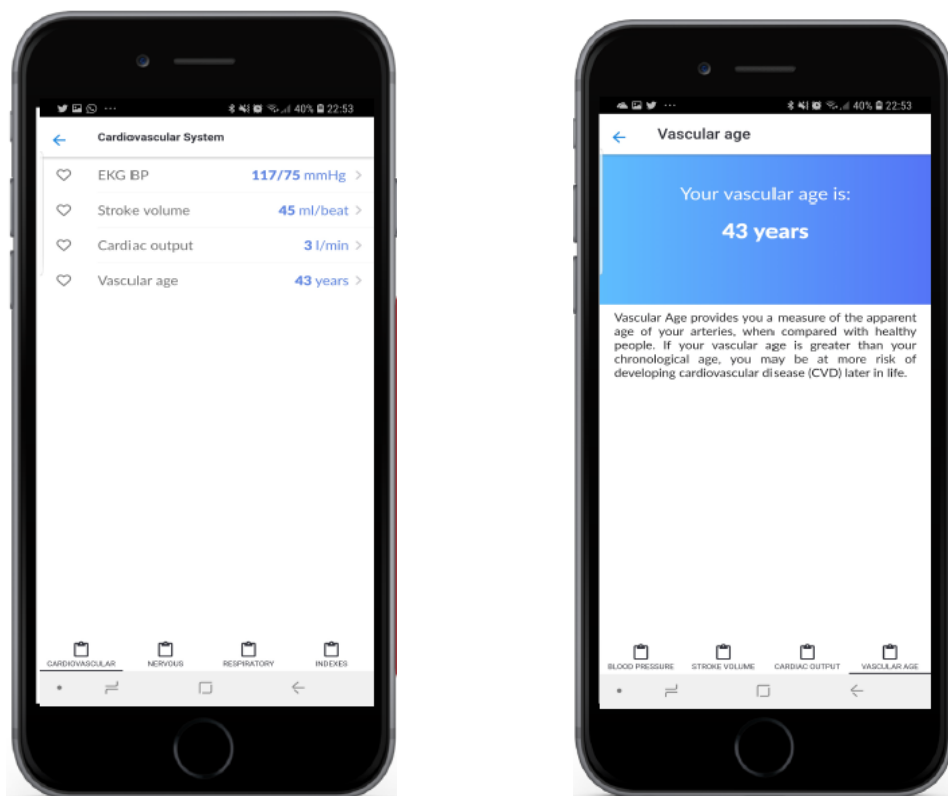 40% 22:53
Cardiovascular System
EKG BP 117/75 mmHg
Stroke volume 45 ml/beat
Cardiac output 3 l/min
Vascular age 43 years
CARDIOVASCULAR NERVOUS RESPIRATORY INDEXES
40% 22:53
Vascular age
Your vascular age is:
43 years
Vascular Age provides you a measure of the apparent
age of your arteries, when compared with healthy
people. If your vascular age is greater than your
chronological age, you may be at more risk of
developing cardiovascular disease (CVD) later in life.
BLOOD PRESSURE STROKE VOLUME CARDIAC OUTPUT VASCULAR AGE